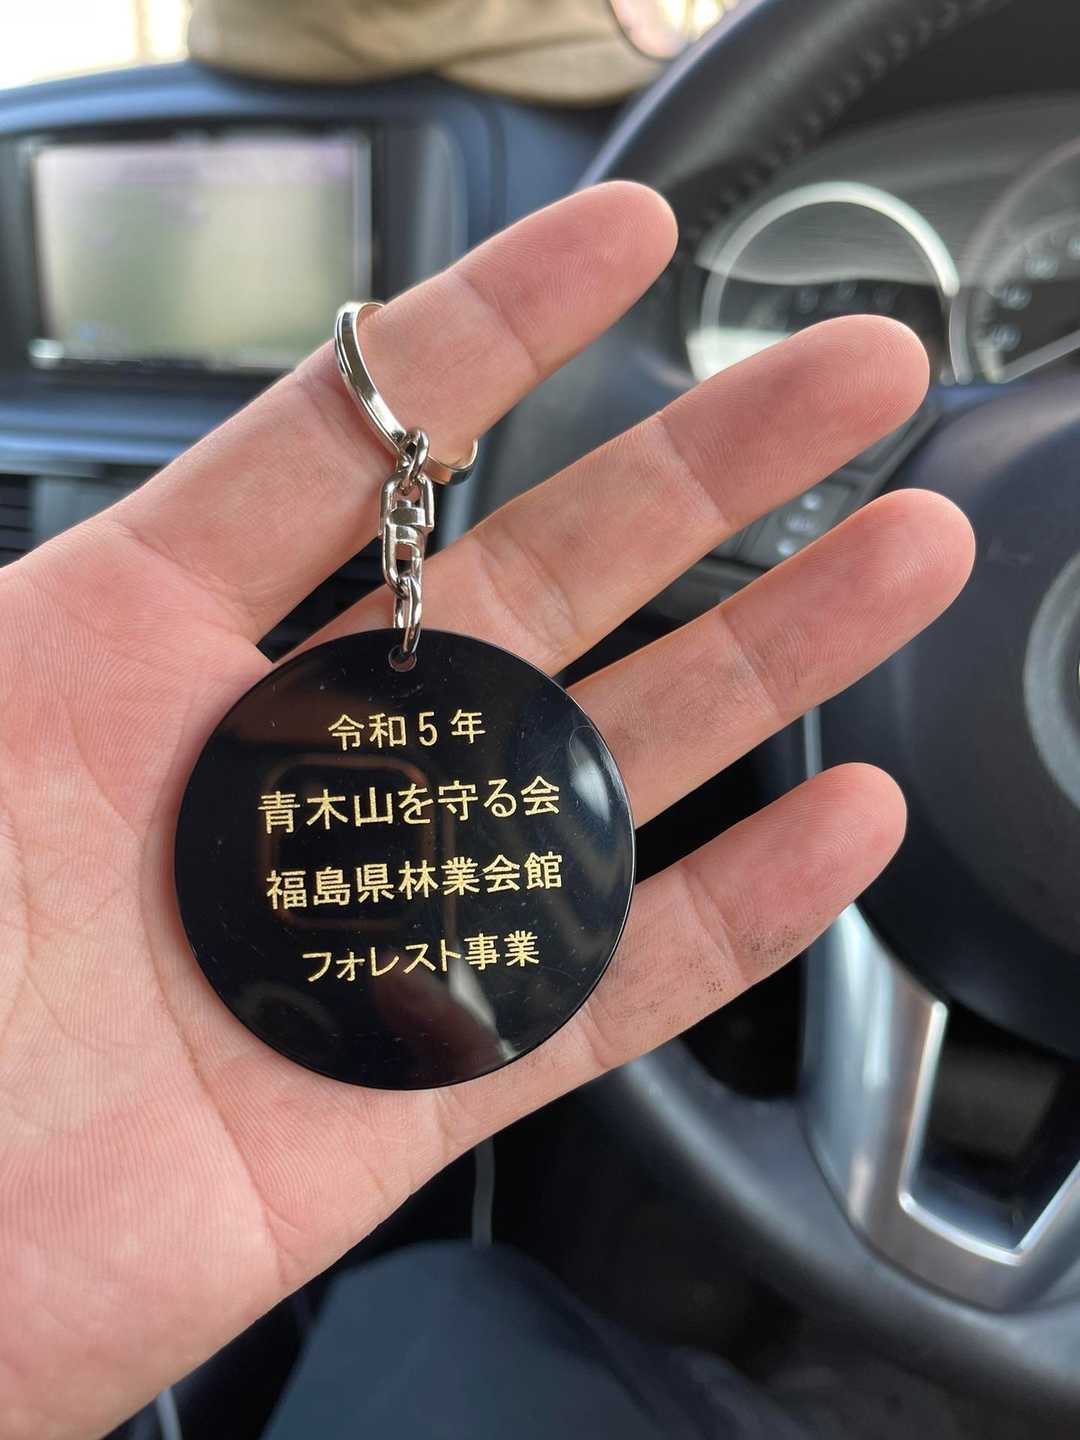 令和5年
青木山を守る会
福島県林業会館
フォレスト事業